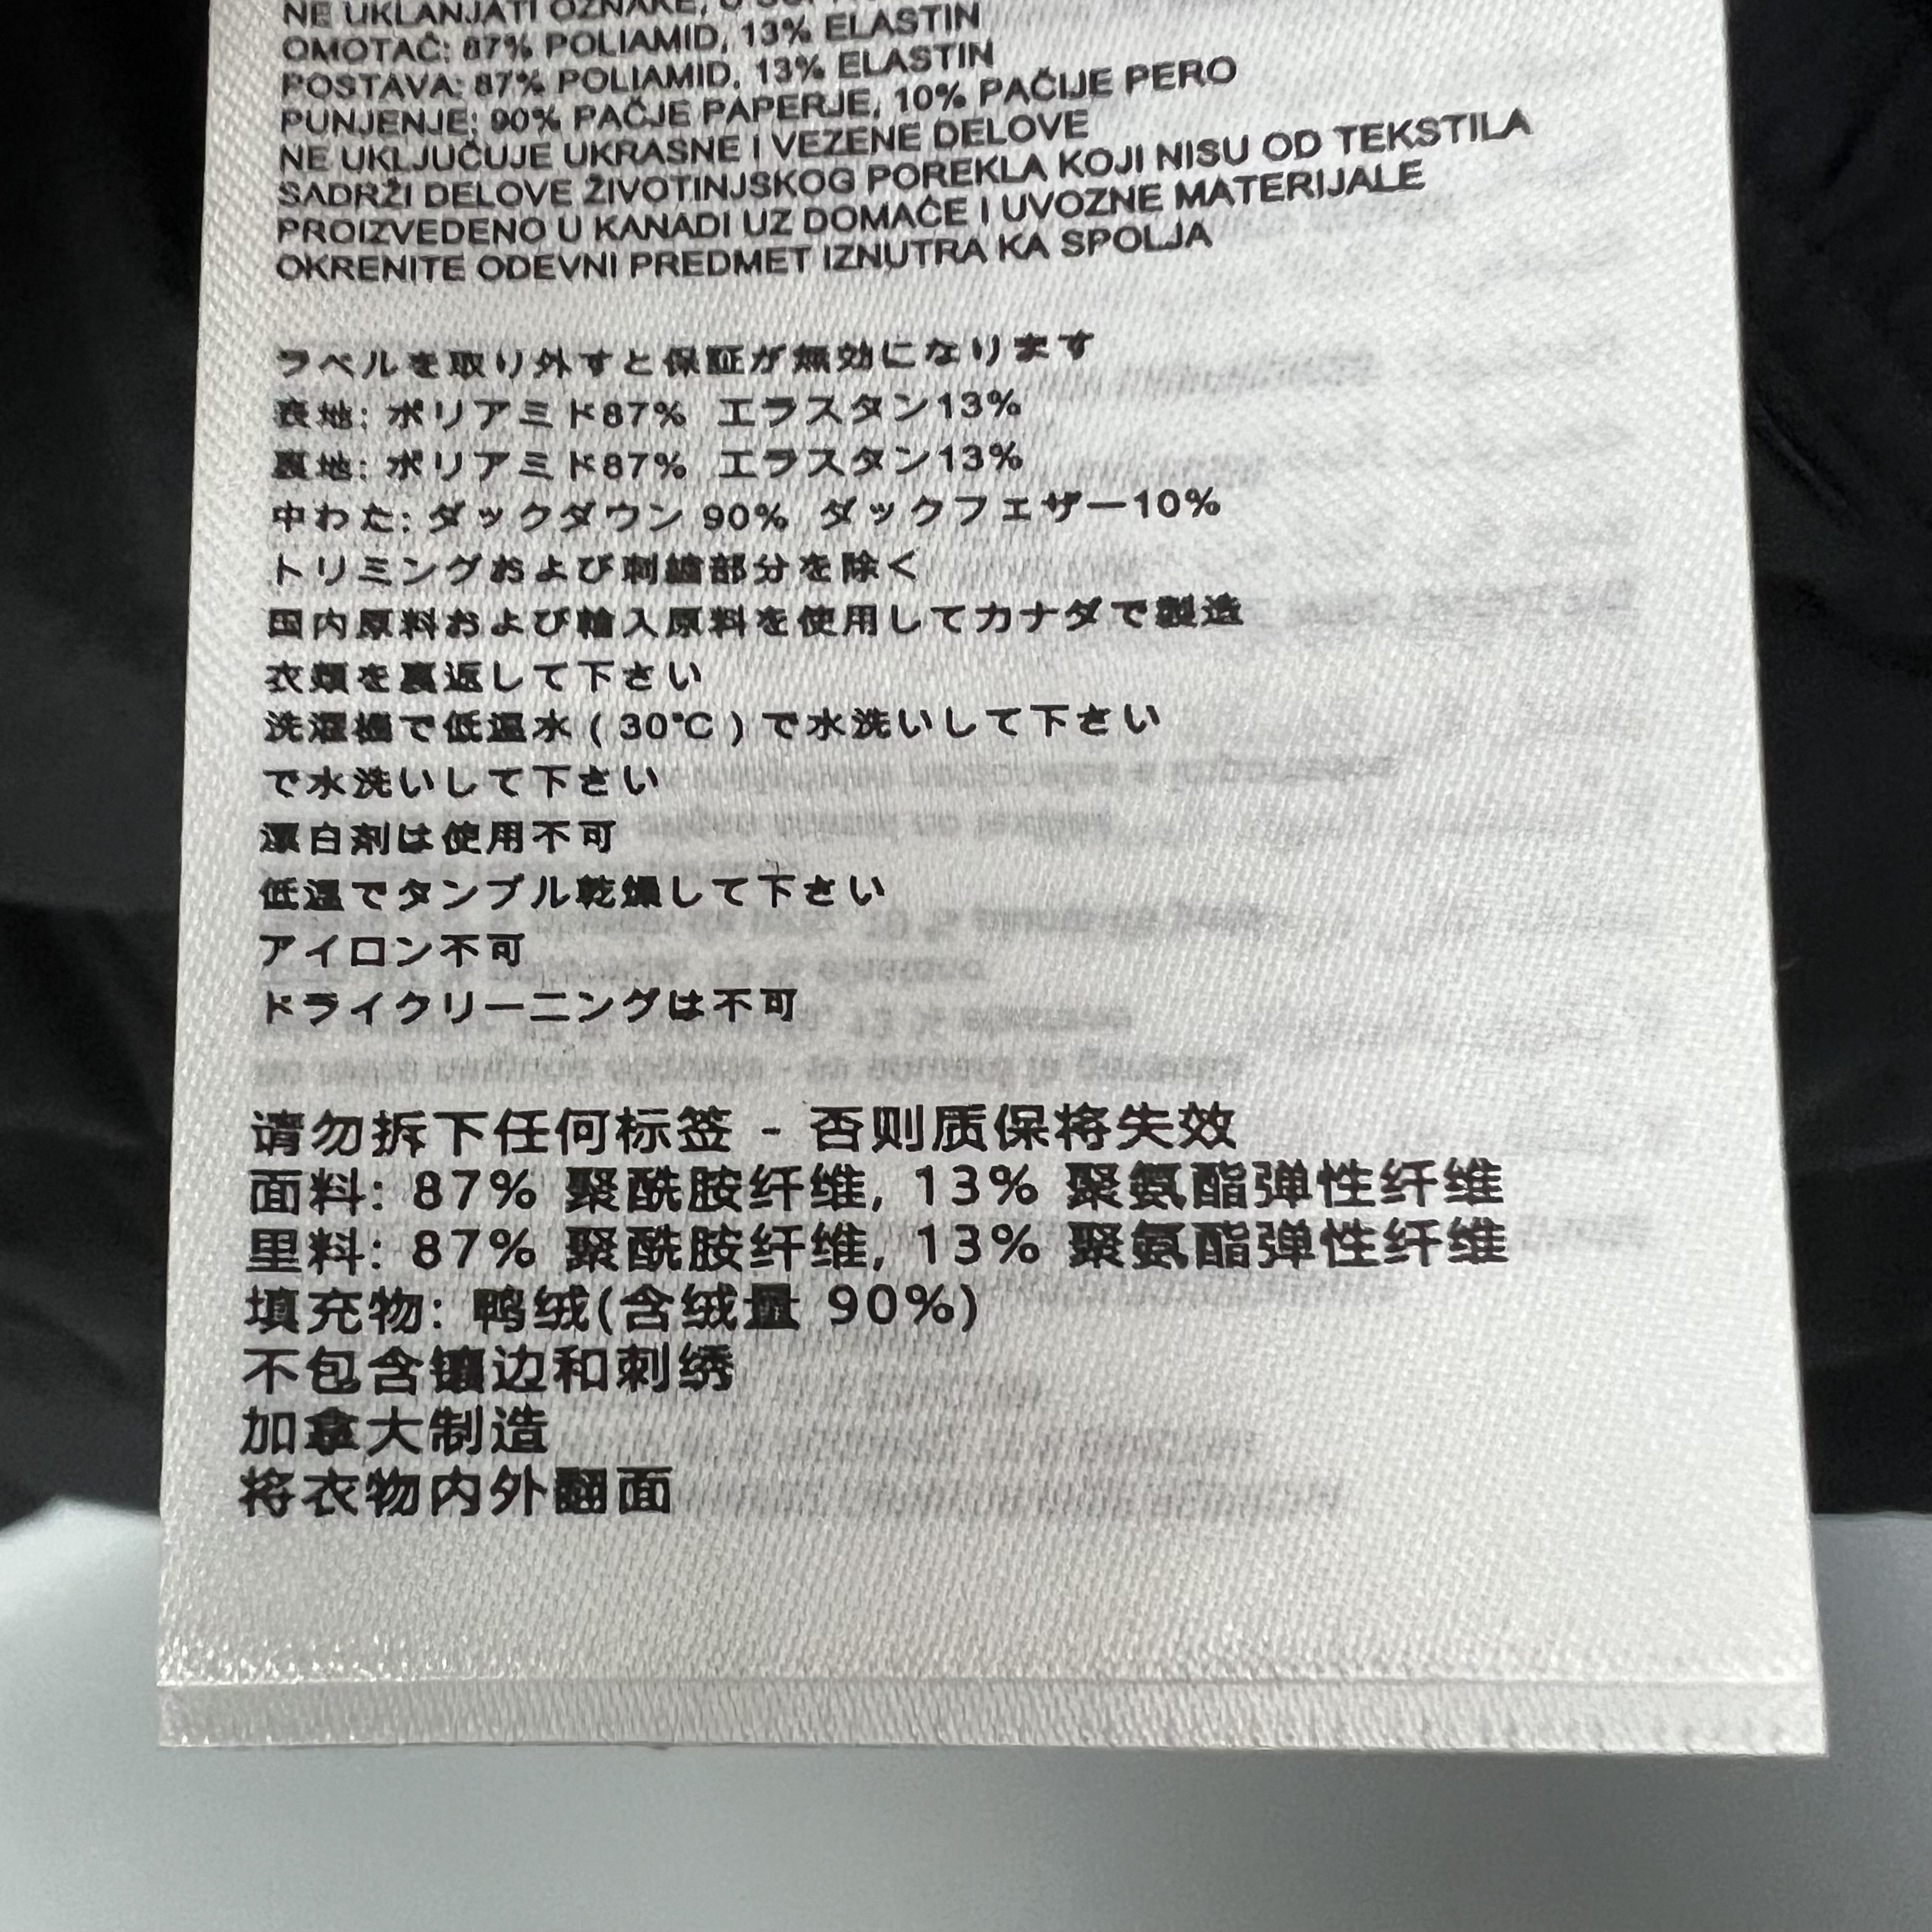 NE UKLANJATI OZNAKE, U
OMOTAČ: 87% POLIAMID, 13% ELASTIN
POSTAVA: 87% POLIAMID, 13% ELASTIN
PUNJENJE: 90% PAČJE PAPERJE, 10% PAČIJE PERO
NE UKLJUČUJE UKRASNE I VEZENE DELOVE
SADRŽI DELOVE ŽIVOTINJSKOG POREKLA KOJI NISU OD TEKSTILA
PROIZVEDENO U KANADI UZ DOMAĆE I UVOZNE MATERIJALE
OKRENITE ODEVNI PREDMET IZNUTRA KA SPOLJA
ラベルを取り外すと保証が無効になります
表地: ポリアミド87% エラスタン13%
裏地: ポリアミド87% エラスタン13%
中わた: ダックダウン 90% ダックフェザー10%
トリミングおよび刺繍部分を除く
国内原料および輸入原料を使用してカナダで製造
衣類を裏返して下さい
洗濯機で低温水 ( 30℃ ) で水洗いして下さい
で水洗いして下さい
漂白剤は使用不可
低温でタンブル乾燥して下さい
アイロン不可
ドライクリーニングは不可
请勿拆下任何标签 - 否则质保将失效
面料: 87% 聚酰胺纤维, 13% 聚氨酯弹性纤维
里料: 87% 聚酰胺纤维, 13% 聚氨酯弹性纤维
填充物: 鸭绒(含绒量 90%)
不包含镶边和刺绣
加拿大制造
将衣物内外翻面